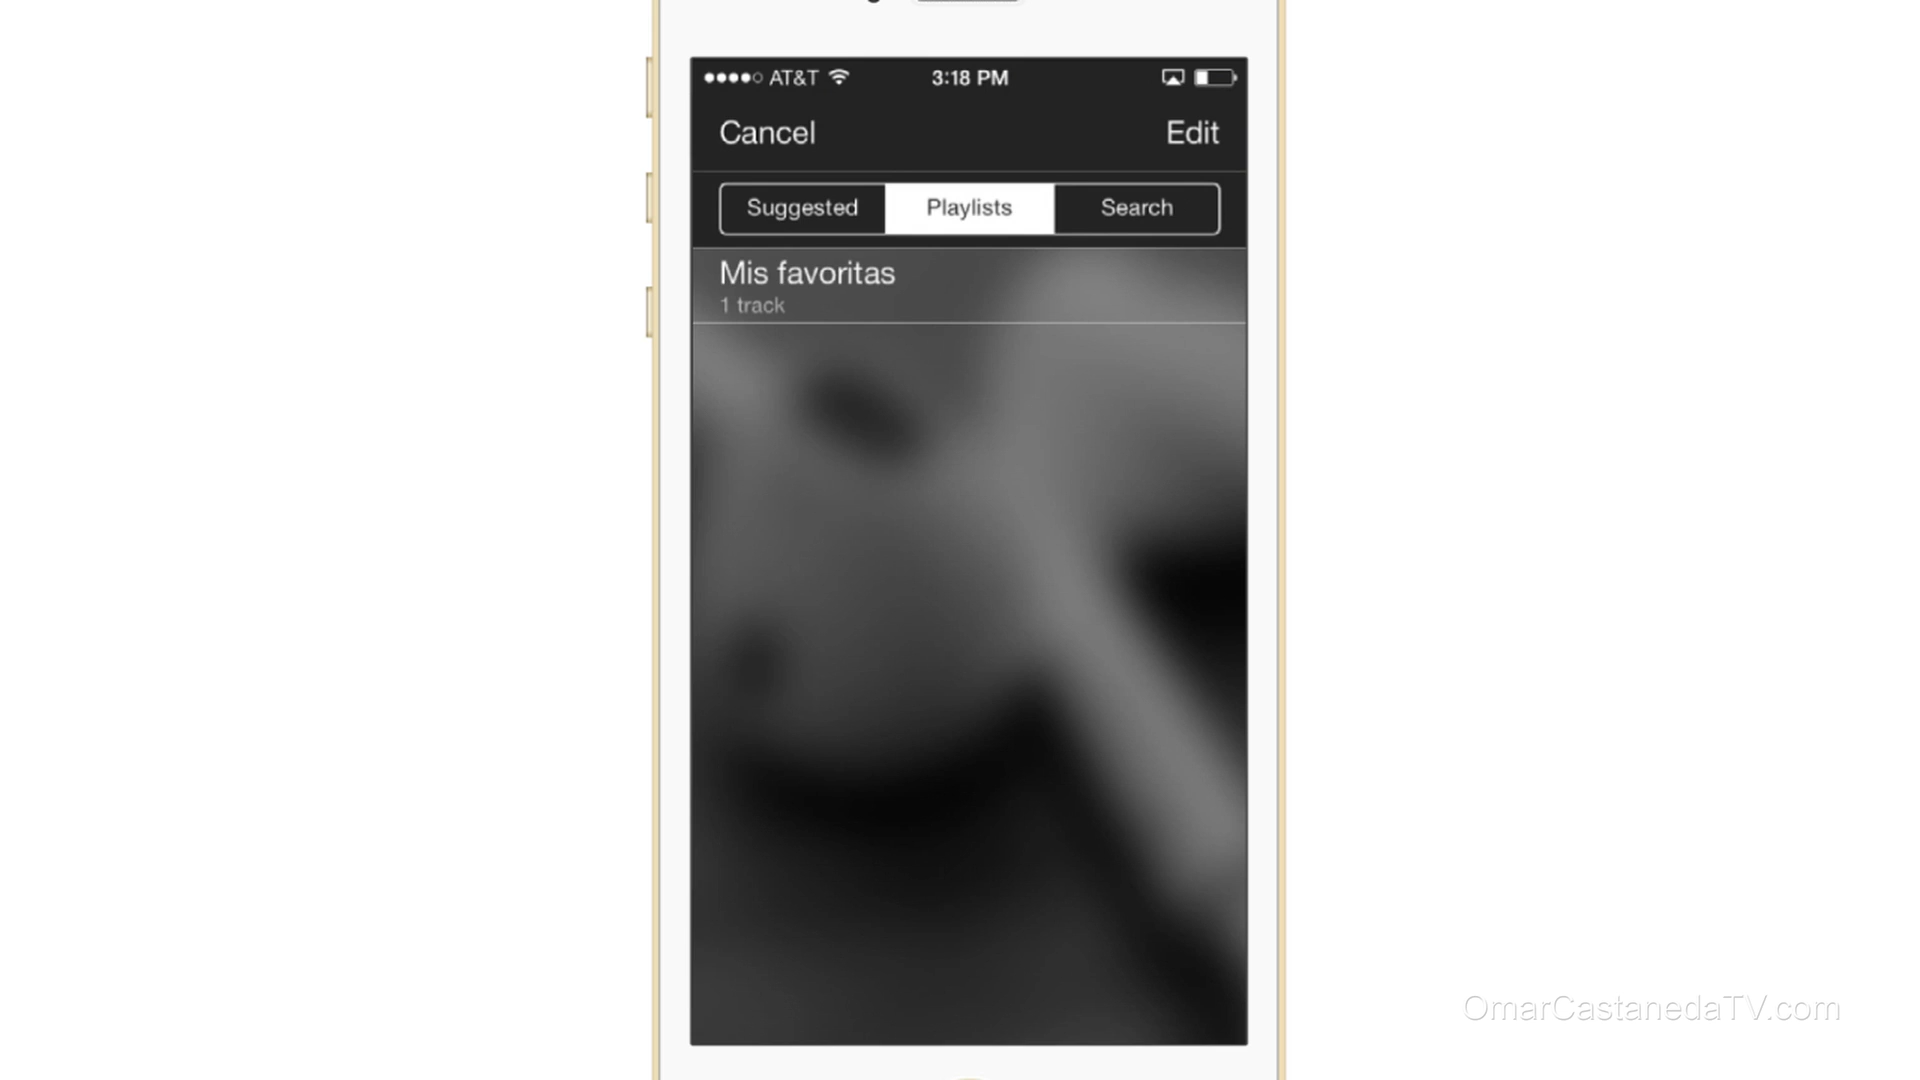 AT&T 3:18 PM
Cancel Edit
Suggested Playlists Search
Mis favoritas
1 track
OmarCastanedaTV.com